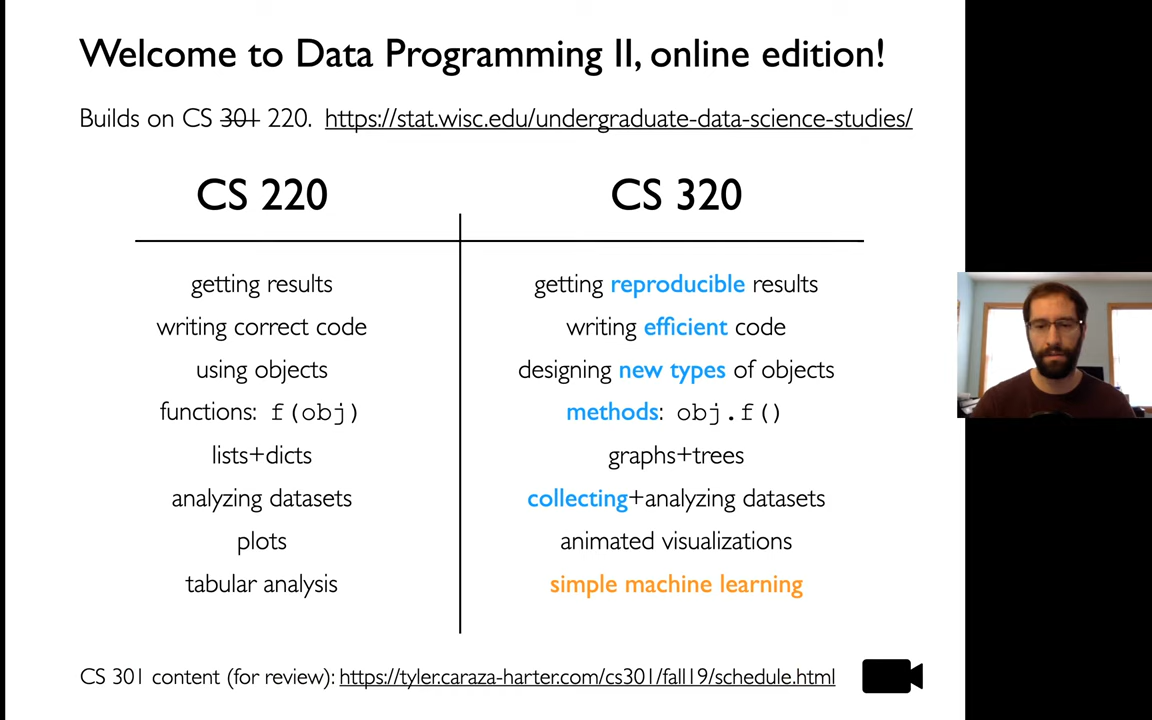 Welcome to Data Programming II, online edition!
Builds on CS 301 220. https://stat.wisc.edu/undergraduate-data-science-studies/
CS 220
CS 320
getting results
getting reproducible results
writing correct code
writing efficient code
using objects
designing new types of objects
functions: f(obj)
methods: obj.f()
lists+dicts
graphs+trees
analyzing datasets
collecting+analyzing datasets
plots
animated visualizations
tabular analysis
simple machine learning
CS 301 content (for review): https://tyler.caraza-harter.com/cs301/fall19/schedule.html